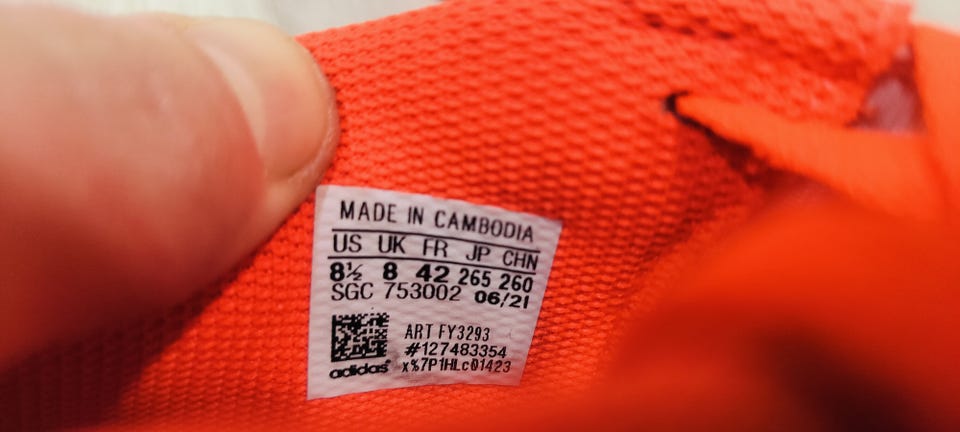 MADE IN CAMBODIA
US UK FR JP CHN
8½ 8 42 265 260
SGC 753002 06/21
ART FY3293
#127483354
adidas x%7P1HLc01423